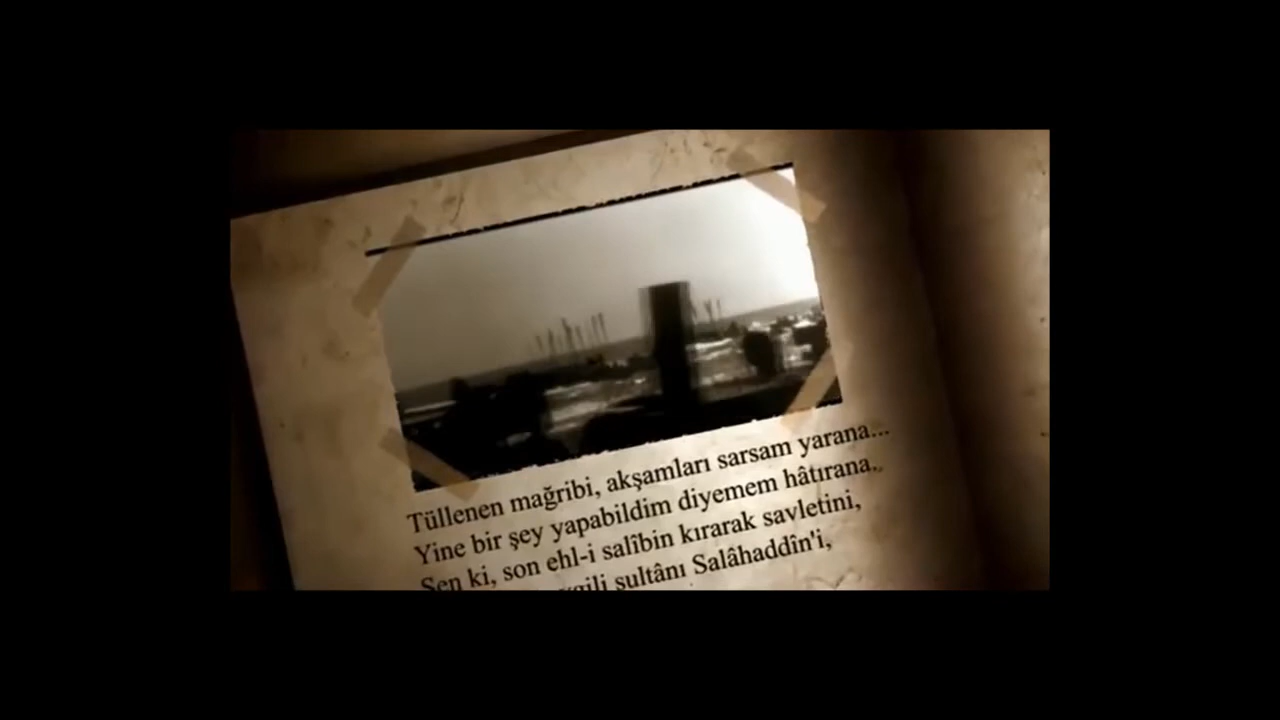 Tüllenen mağribi, akşamları sarsam yarana...
Yine bir şey yapabildim diyemem hâtırana.
Sen ki, son ehl-i salîbin kırarak savletini,
sultânı Salâhaddîn'i,